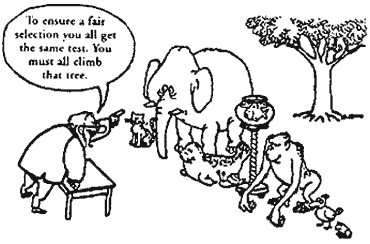 To ensure a fair
selection you all get
the same test. You
must all climb
that tree.